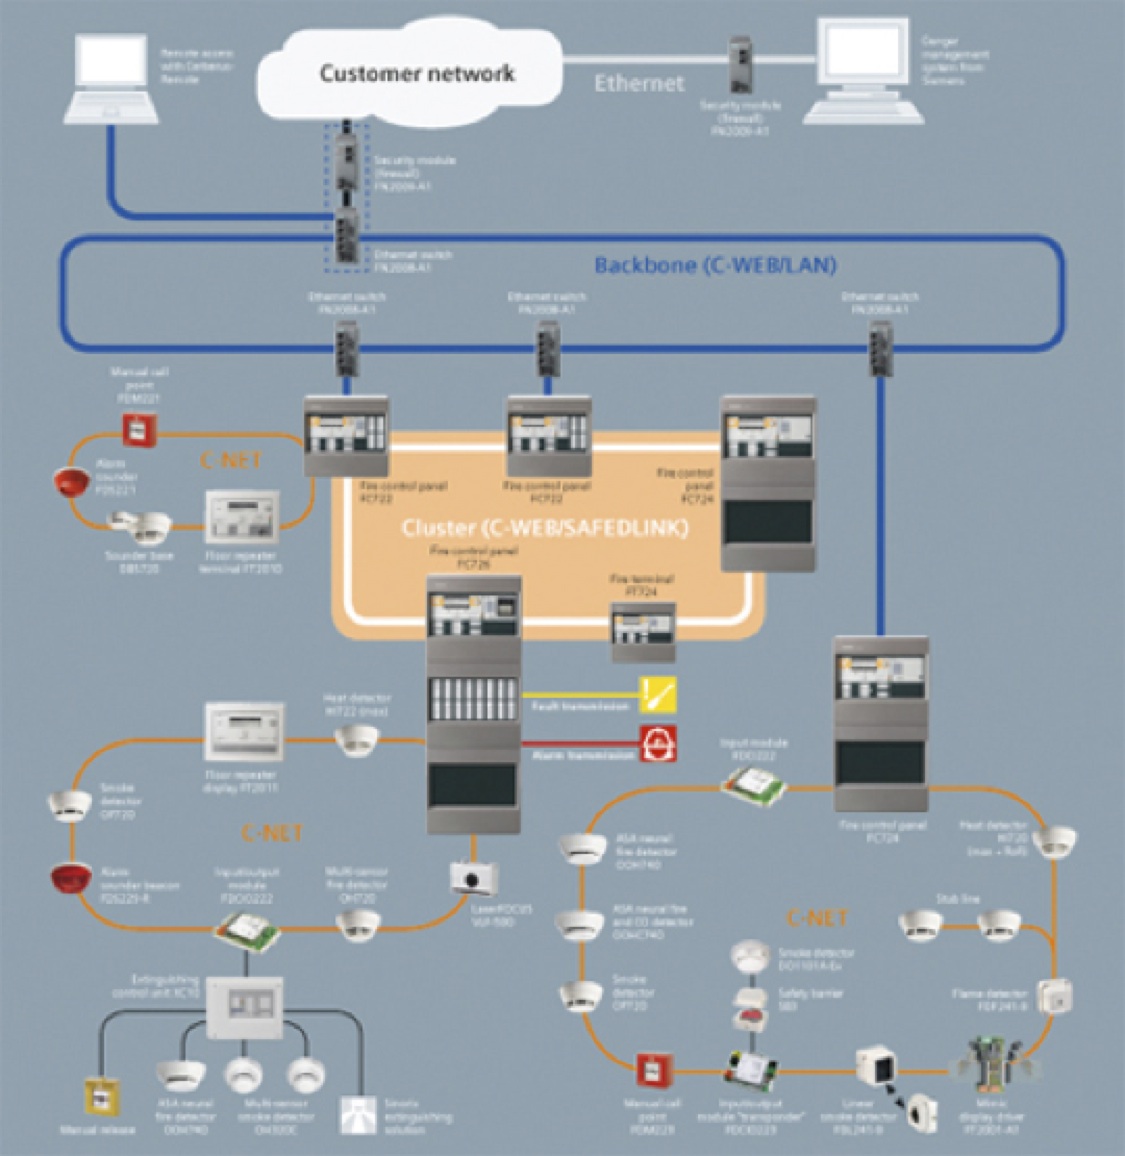 Remote access
with Cerberus-
Remote
Customer network
Ethernet
Security module
(firewall)
FN2009-A1
Danger
management
system from
Siemens
Security module
(firewall)
FN2009-A1
Ethernet switch
FN2008-A1
Backbone (C-WEB/LAN)
Ethernet switch
FN2008-A1
Ethernet switch
FN2008-A1
Ethernet switch
FN2008-A1
Manual call
point
FDM221
C-NET
Alarm
sounder
FDS221
Sounder base
DBS720
Floor repeater
terminal FT2010
Fire control panel
FC722
Fire control panel
FC722
Fire control
panel
FC724
Cluster (C-WEB/SAFEDLINK)
Fire control panel
FC726
Fire terminal
FT724
Fault transmission
Alarm transmission
Heat detector
HI722 (max)
Floor repeater
display FT2011
Smoke
detector
OP720
C-NET
Alarm
sounder beacon
FDS229-R
Input/output
module
FDCIO222
Multi-sensor
fire detector
OH720
LaserFOCUS
VLF-500
Extinguishing
control unit XC10
Manual release
ASA neural
fire detector
OOH740
Multi-sensor
smoke detector
OH320C
Sinorix
extinguishing
solution
Input module
FDCI222
Fire control panel
FC724
Heat detector
HI720
(max + RoR)
ASA neural
fire detector
OOH740
ASA neural fire
and CO detector
OOHC740
Smoke
detector
OP720
C-NET
Stub line
Smoke detector
DO1101A-Ex
Safety barrier
SB3
Flame detector
FDF241-9
Manual call
point
FDM223
Input/output
module "transponder"
FDCIO223
Linear
smoke detector
FDL241-9
Mimic
display driver
FT2001-A1